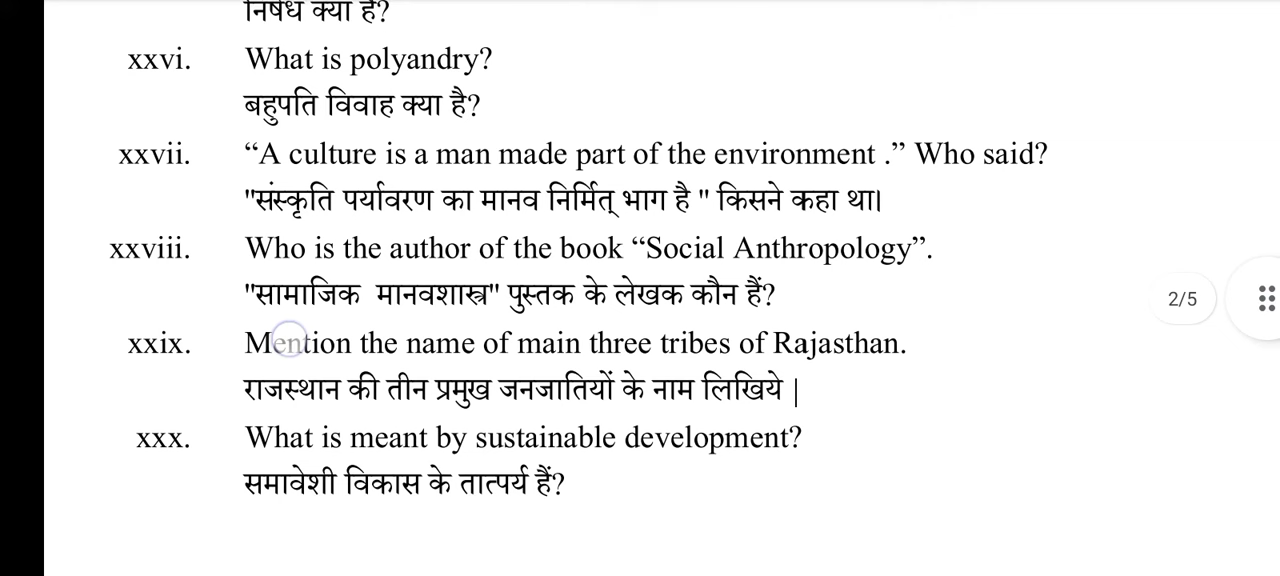 निषेध क्या है?
xxvi. What is polyandry?
बहुपति विवाह क्या है?
xxvii. “A culture is a man made part of the environment .” Who said?
"संस्कृति पर्यावरण का मानव निर्मित् भाग है " किसने कहा था।
xxviii. Who is the author of the book “Social Anthropology”.
"सामाजिक मानवशास्त्र" पुस्तक के लेखक कौन हैं?
2/5
xxix. Mention the name of main three tribes of Rajasthan.
राजस्थान की तीन प्रमुख जनजातियों के नाम लिखिये |
xxx. What is meant by sustainable development?
समावेशी विकास के तात्पर्य हैं?